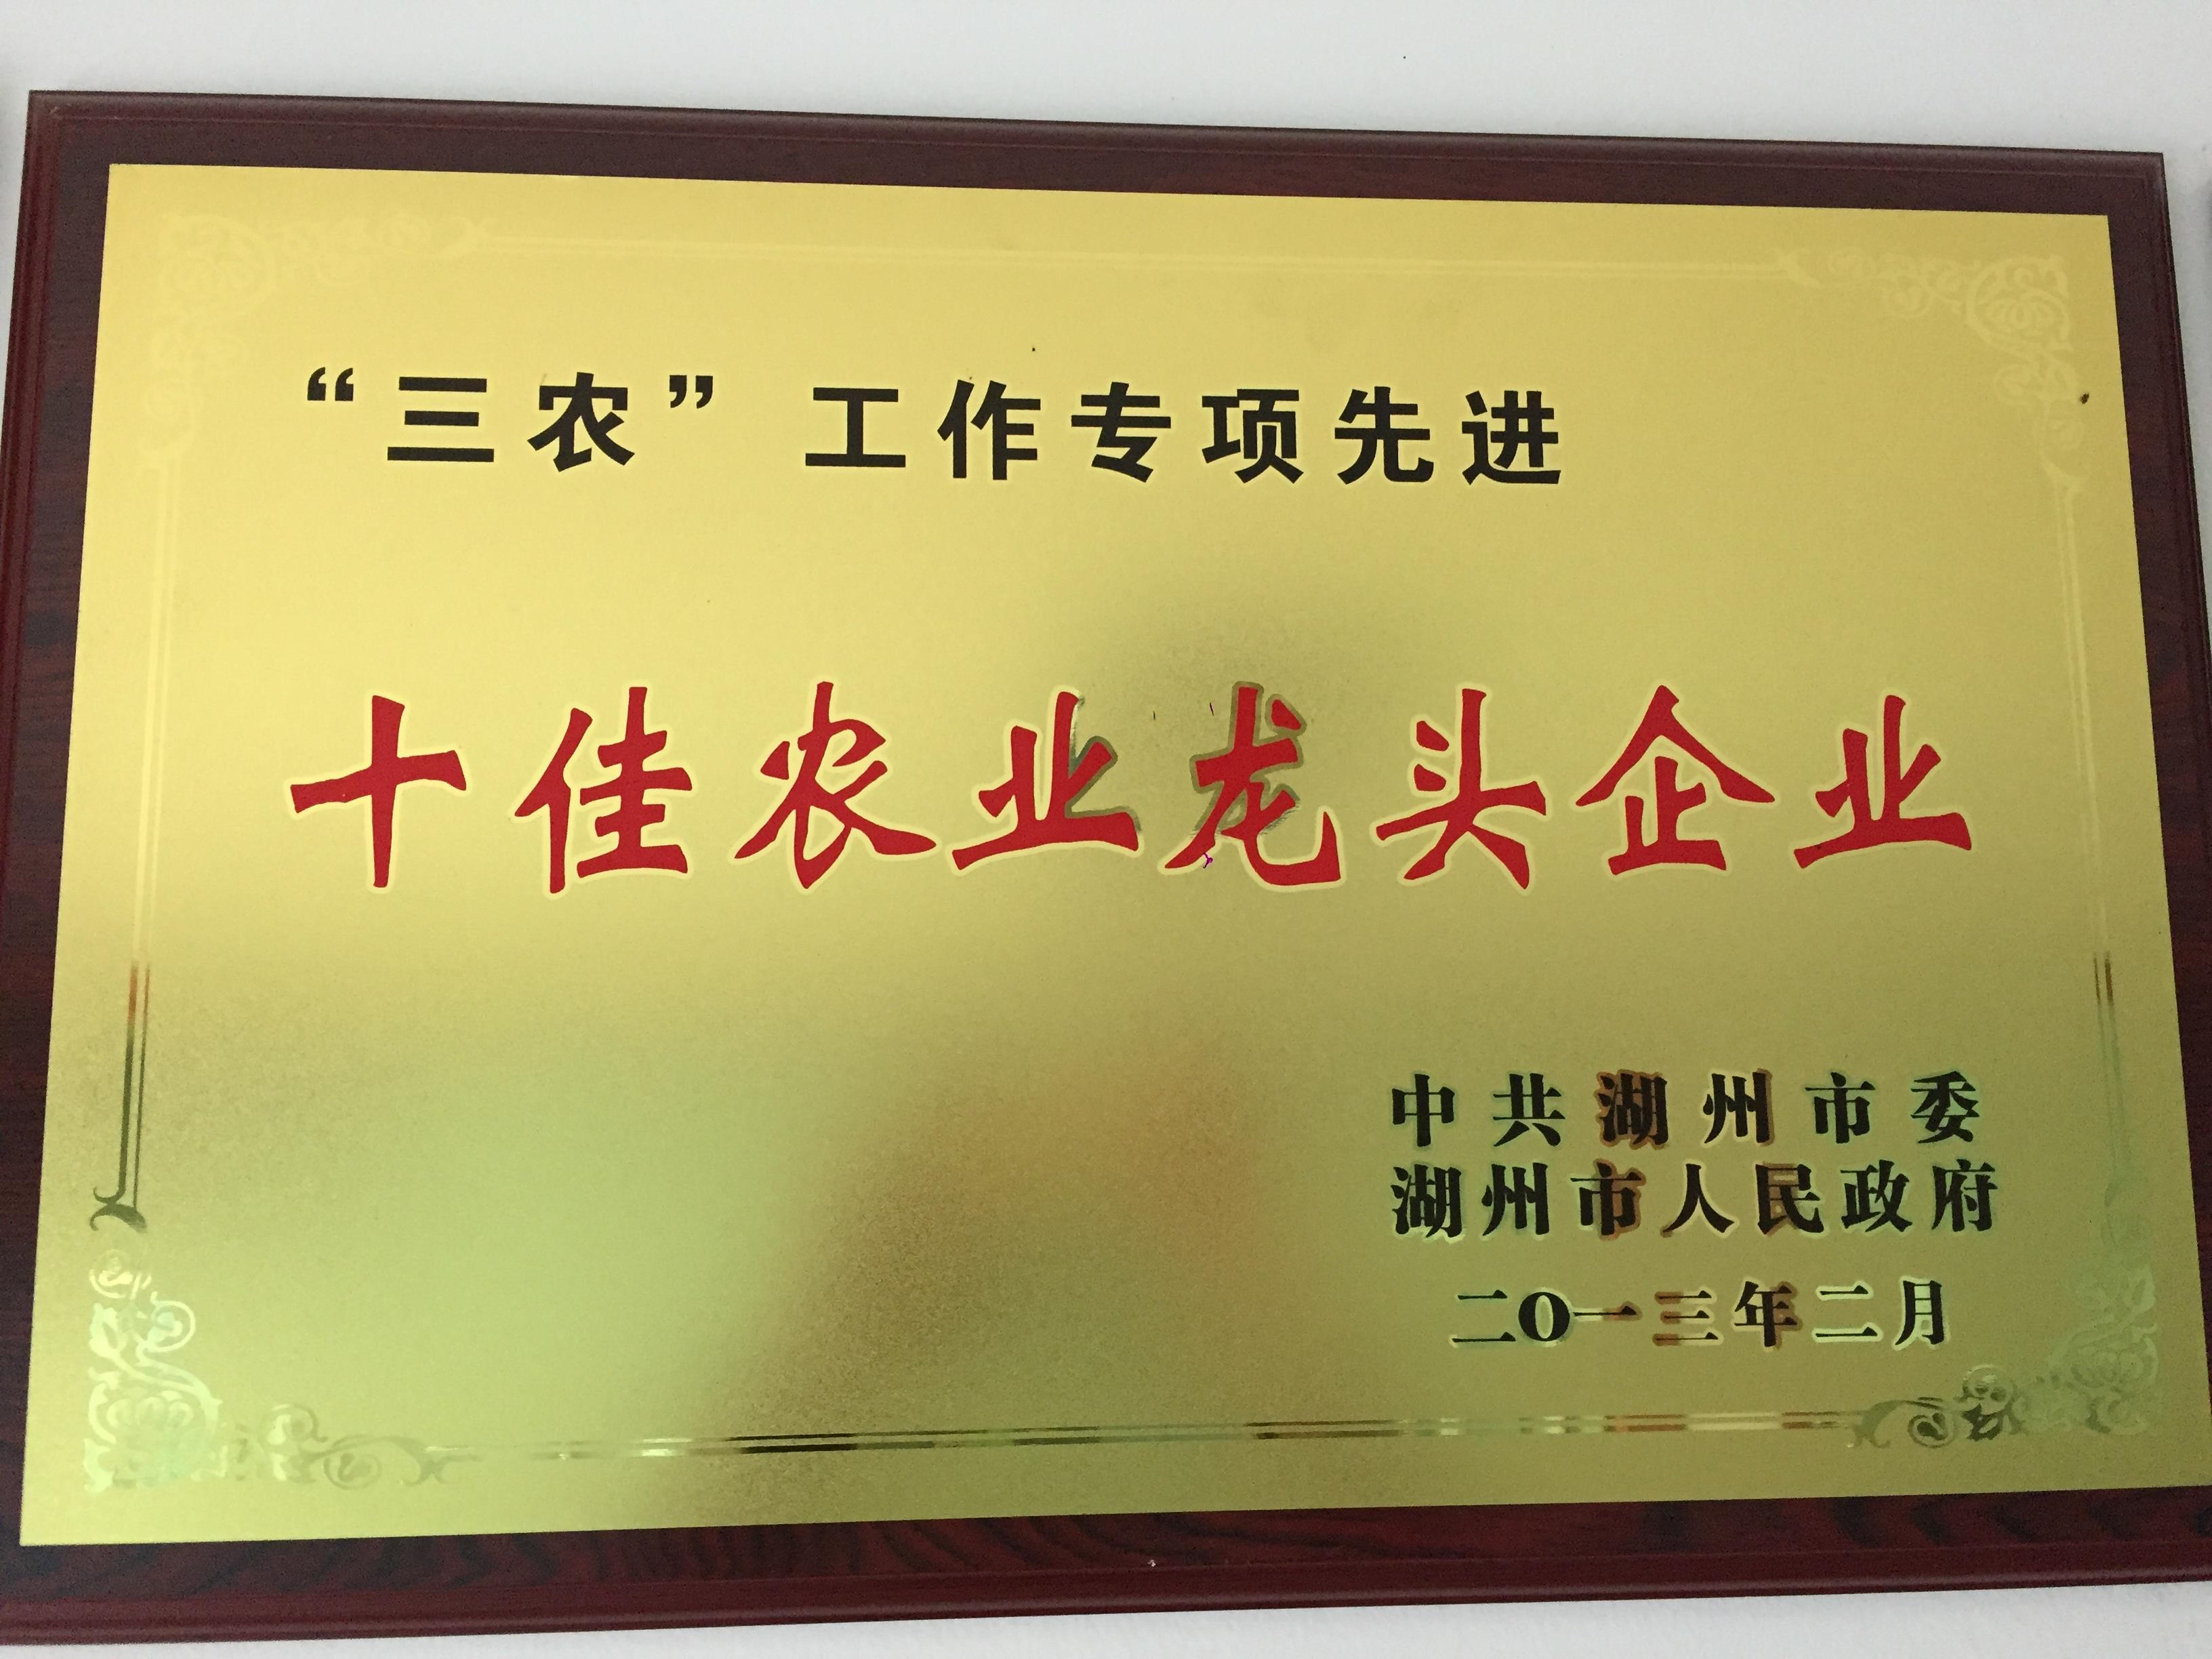 “三农”工作专项先进
十佳农业龙头企业
中共湖州市委
湖州市人民政府
二〇一三年二月